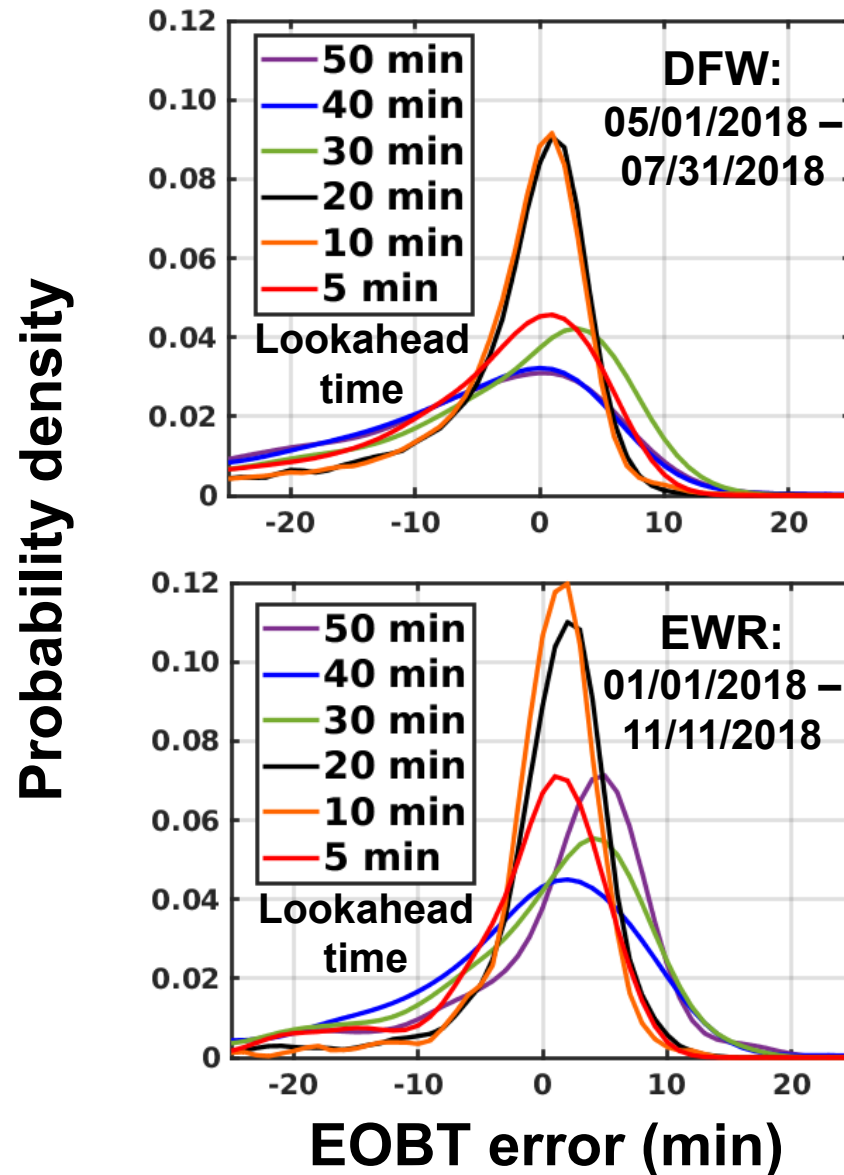 Probability density
0.12
0.10
0.08
0.06
0.04
0.02
0
50 min
40 min
30 min
20 min
10 min
5 min
Lookahead
time
DFW:
05/01/2018 –
07/31/2018
-20 -10 0 10 20
0.12
0.10
0.08
0.06
0.04
0.02
0
50 min
40 min
30 min
20 min
10 min
5 min
Lookahead
time
EWR:
01/01/2018 –
11/11/2018
-20 -10 0 10 20
EOBT error (min)